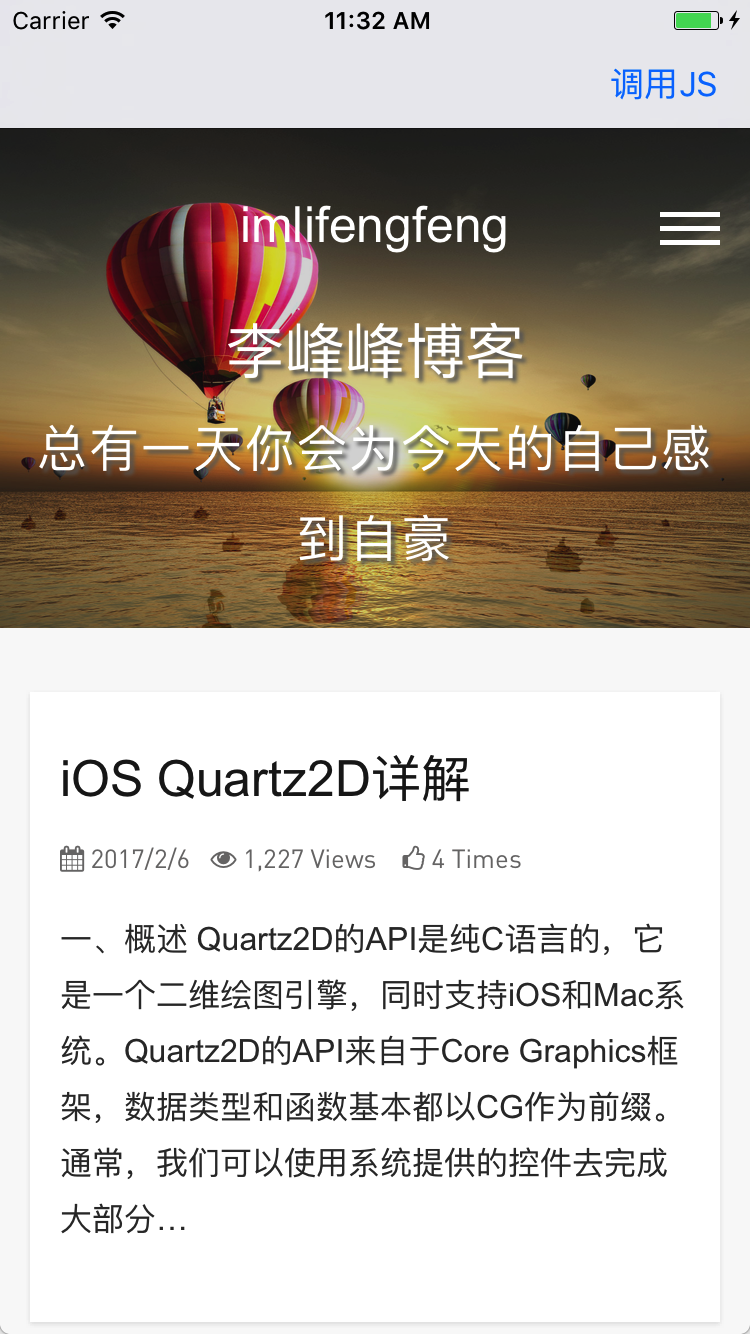 Carrier 11:32 AM
调用JS
imlifengfeng
李峰峰博客
总有一天你会为今天的自己感
到自豪
iOS Quartz2D详解
2017/2/6 1,227 Views 4 Times
一、概述 Quartz2D的API是纯C语言的，它
是一个二维绘图引擎，同时支持iOS和Mac系
统。Quartz2D的API来自于Core Graphics框
架，数据类型和函数基本都以CG作为前缀。
通常，我们可以使用系统提供的控件去完成
大部分…